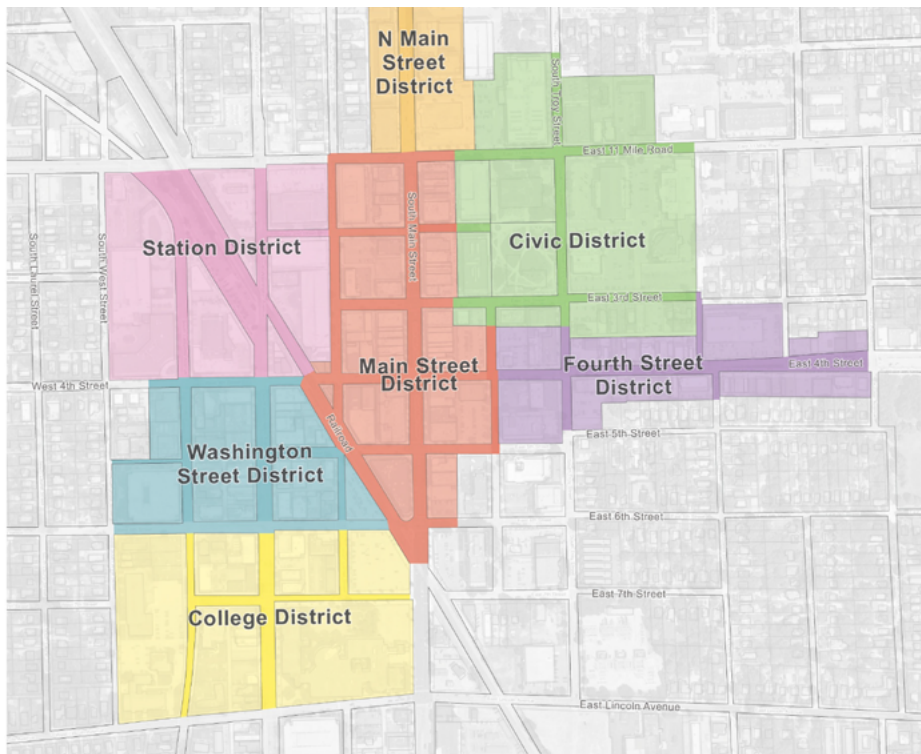 N Main
Street
District
South Troy Street
East 11 Mile Road
South Main Street
Station District
Civic District
South Laurel Street
South West Street
East 3rd Street
Main Street
District
Fourth Street
District
East 4th Street
West 4th Street
Railroad
East 5th Street
Washington
Street District
East 6th Street
East 7th Street
College District
East Lincoln Avenue